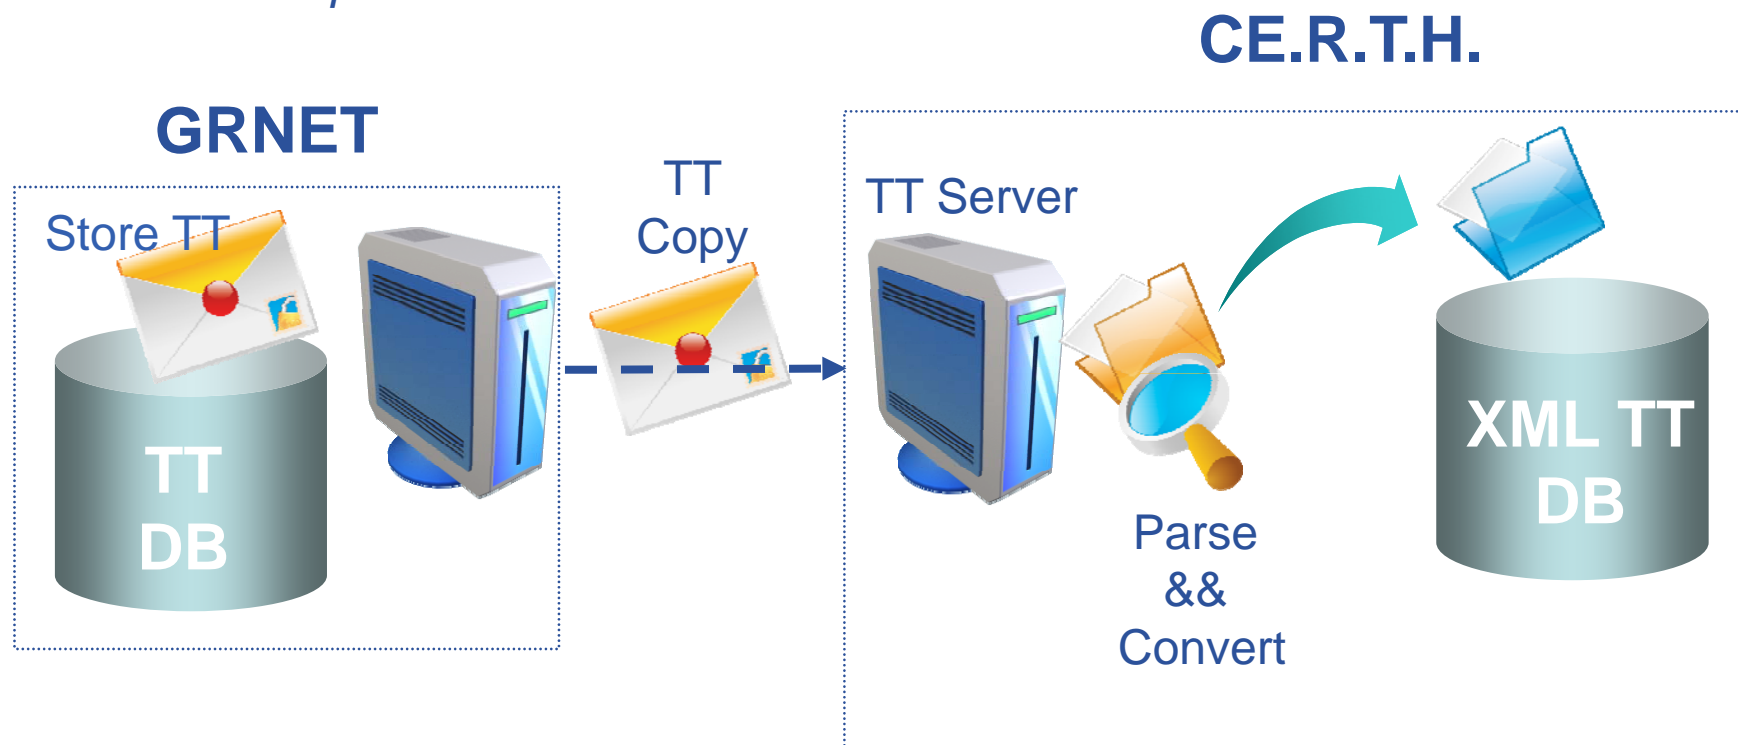 CE.R.T.H.
GRNET
Store TT
TT
DB
TT
Copy
TT Server
Parse
&&
Convert
XML TT
DB